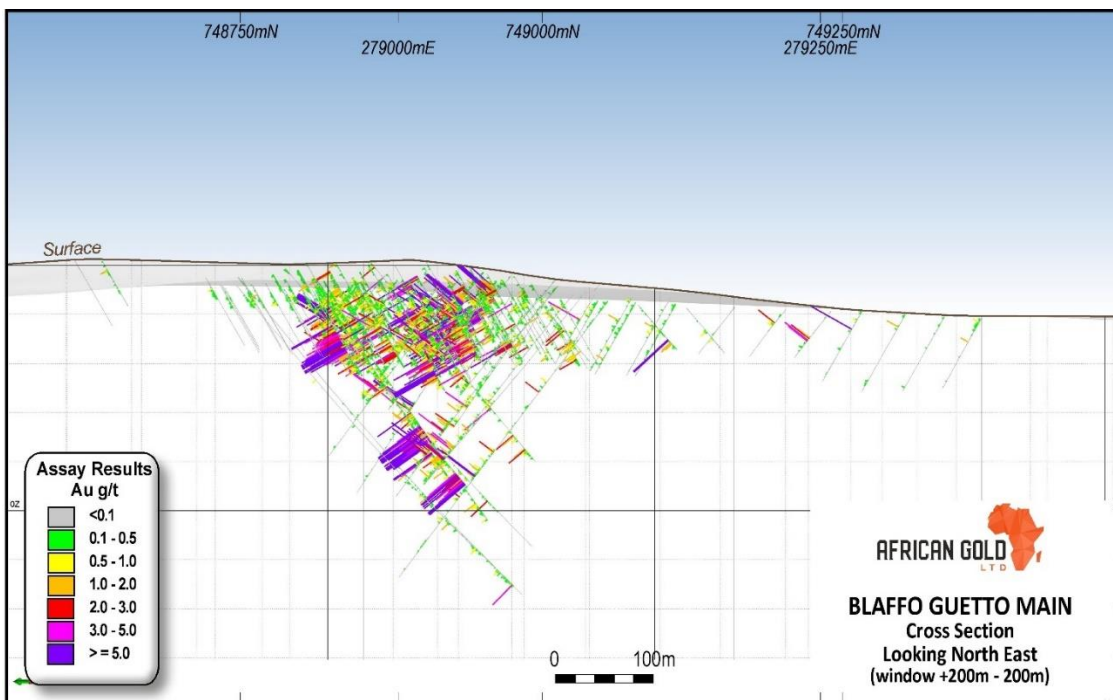 748750mN
749000mN
749250mN
279000mE
279250mE
Surface
Assay Results
Au g/t
<0.1
0.1 - 0.5
0.5 - 1.0
1.0 - 2.0
2.0 - 3.0
3.0 - 5.0
> = 5.0
0Z
AFRICAN GOLD
LTD
BLAFFO GUETTO MAIN
Cross Section
Looking North East
(window +200m - 200m)
0
100m